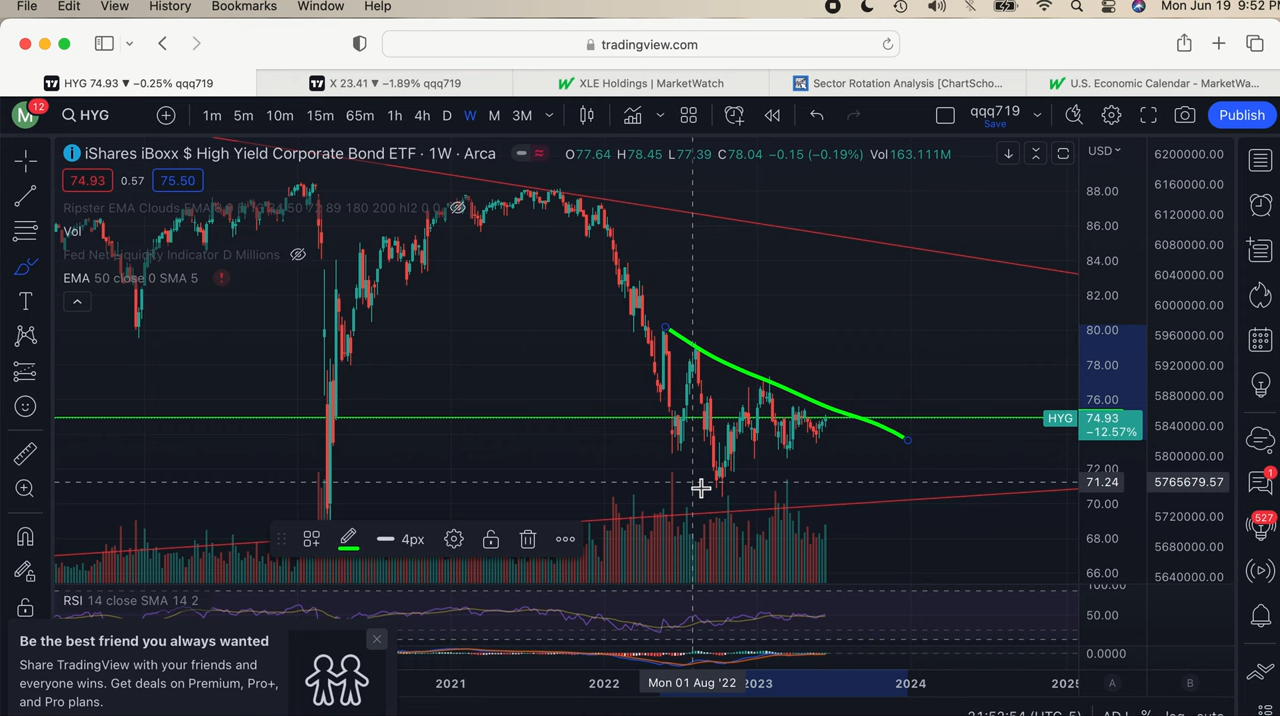 File Edit View History Bookmarks Window Help Mon Jun 19 9:52 PM
tradingview.com
HYG 74.93 ▼ −0.25% qqq719 X 23.41 ▼ −1.89% qqq719 XLE Holdings | MarketWatch Sector Rotation Analysis [ChartScho... U.S. Economic Calendar - MarketWa...
M 12 HYG 1m 5m 10m 15m 65m 1h 4h D W M 3M qqq719 Save Publish
iShares iBoxx $ High Yield Corporate Bond ETF · 1W · Arca O77.64 H78.45 L77.39 C78.04 −0.15 (−0.19%) Vol163.111M USD
74.93 0.57 75.50
Vol
Fed Net Liquidity Indicator D Millions
EMA 50 close 0 SMA 5
88.00
86.00
84.00
82.00
80.00
78.00
76.00
HYG 74.93
−12.57%
72.00
71.24
70.00
68.00
66.00
6200000.00
6160000.00
6120000.00
6080000.00
6040000.00
6000000.00
5960000.00
5920000.00
5880000.00
5840000.00
5800000.00
5765679.57
5720000.00
5680000.00
5640000.00
1
527
4px
RSI 14 close SMA 14 2
50.00
0.0000
Be the best friend you always wanted
Share TradingView with your friends and
everyone wins. Get deals on Premium, Pro+,
and Pro plans.
2021 2022 Mon 01 Aug '22 2023 2024 2025
A B